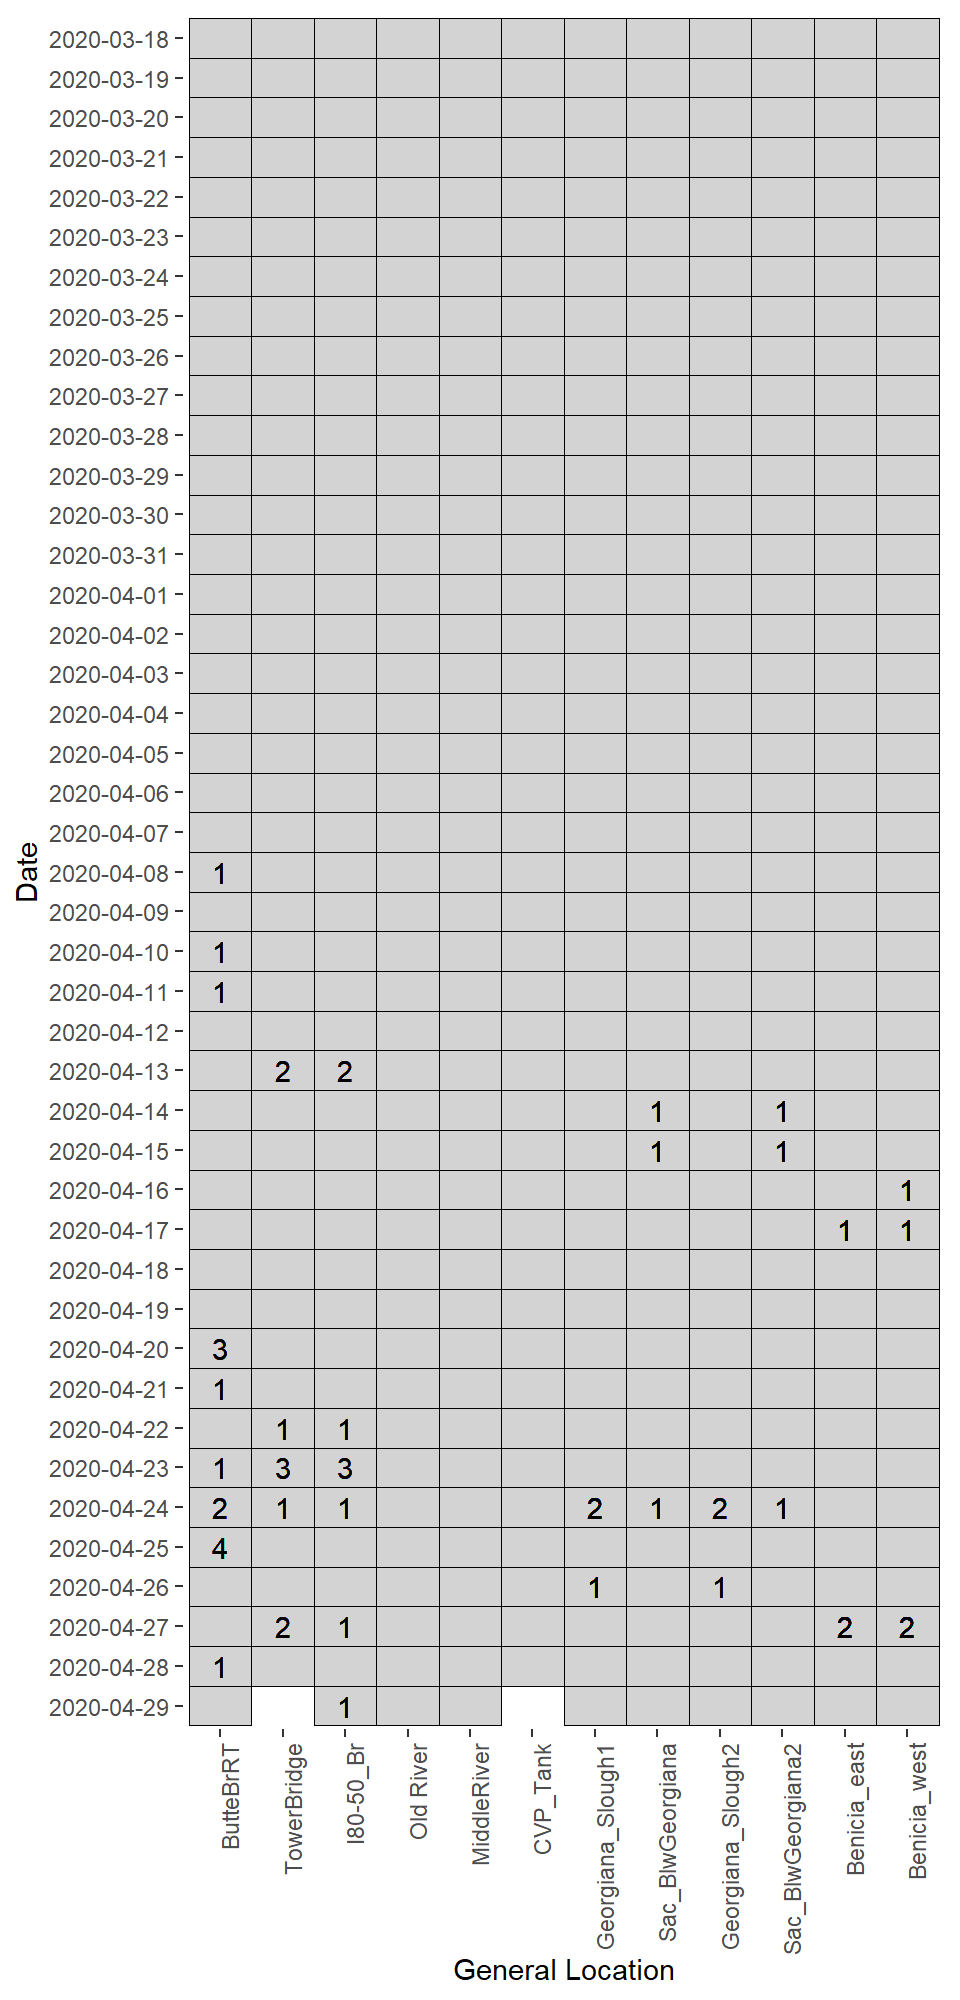 2020-03-18
2020-03-19
2020-03-20
2020-03-21
2020-03-22
2020-03-23
2020-03-24
2020-03-25
2020-03-26
2020-03-27
2020-03-28
2020-03-29
2020-03-30
2020-03-31
2020-04-01
2020-04-02
2020-04-03
2020-04-04
2020-04-05
2020-04-06
2020-04-07
Date
2020-04-08 1
2020-04-09
2020-04-10 1
2020-04-11 1
2020-04-12
2020-04-13 2 2
2020-04-14 1 1
2020-04-15 1 1
2020-04-16 1
2020-04-17 1 1
2020-04-18
2020-04-19
2020-04-20 3
2020-04-21 1
2020-04-22 1 1
2020-04-23 1 3 3
2020-04-24 2 1 1 2 1 2 1
2020-04-25 4
2020-04-26 1 1
2020-04-27 2 1 2 2
2020-04-28 1
2020-04-29 1
ButteBrRT
TowerBridge
I80-50_Br
Old River
MiddleRiver
CVP_Tank
Georgiana_Slough1
Sac_BlwGeorgiana
Georgiana_Slough2
Sac_BlwGeorgiana2
Benicia_east
Benicia_west
General Location